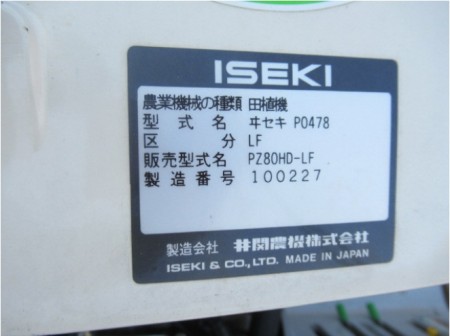 ISEKI
農業機械の種類 田植機
型式名 ヰセキ P0478
区分 LF
販売型式名 PZ80HD-LF
製造番号 100227
製造会社 井関農機株式会社
ISEKI & CO., LTD. MADE IN JAPAN